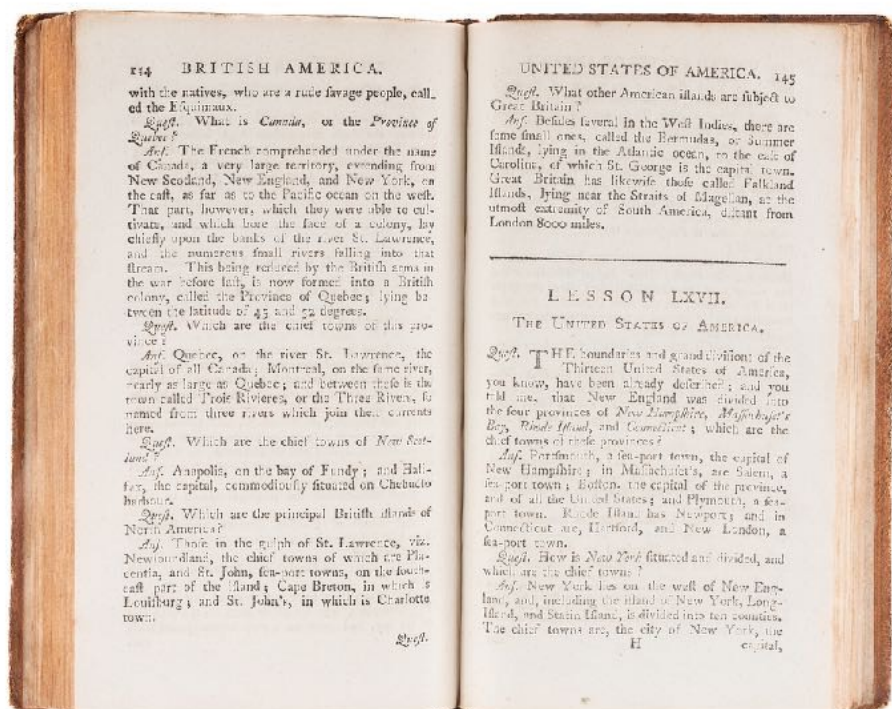 114 BRITISH AMERICA.
with the natives, who are a rude ſavage people, call-
ed the Eſquimaux.
Queſt. What is Canada, or the Province of
Quebec?
Anſ. The French comprehended under the name
of Canada, a very large territory, extending from
New Scotland, New England, and New York, on
the eaſt, as far as to the Pacific ocean on the weſt.
That part, however, which they were able to cul-
tivate, and which bore the face of a colony, lay
chiefly upon the banks of the river St. Lawrence,
and the numerous ſmall rivers falling into that
ſtream. This being reduced by the Britiſh arms in
the war before laſt, is now formed into a Britiſh
colony, called the Province of Quebec; lying be-
tween the latitude of 45 and 52 degrees.
Queſt. Which are the chief towns of this pro-
vince?
Anſ. Quebec, on the river St. Lawrence, the
capital of all Canada; Montreal, on the ſame river,
nearly as large as Quebec; and between theſe is the
town called Trois Rivieres, or the Three Rivers, ſo
named from three rivers which join their currents
here.
Queſt. Which are the chief towns of New Scot-
land?
Anſ. Anapolis, on the bay of Fundy; and Hali-
fax, the capital, commodiouſly ſituated on Chebucto
harbour.
Queſt. Which are the principal Britiſh iſlands of
North America?
Anſ. Thoſe in the gulph of St. Lawrence, viz.
Newfoundland, the chief towns of which are Pla-
centia, and St. John, ſea-port towns, on the ſouth-
eaſt part of the iſland; Cape Breton, in which is
Louiſburg; and St. John's, in which is Charlotte
town.
Queſt.
UNITED STATES OF AMERICA. 145
Queſt. What other American iſlands are ſubject to
Great Britain?
Anſ. Beſides ſeveral in the Weſt Indies, there are
ſome ſmall ones, called the Bermudas, or Summer
Iſlands, lying in the Atlantic ocean, to the eaſt of
Carolina, of which St. George is the capital town.
Great Britain has likewiſe thoſe called Falkland
Iſlands, lying near the Straits of Magellan, at the
utmoſt extremity of South America, diſtant from
London 8000 miles.
LESSON LXVII.
THE UNITED STATES OF AMERICA.
Queſt. THE boundaries and grand diviſions of the
Thirteen United States of America,
you know, have been already deſcribed; and you
told me, that New England was divided into
the four provinces of New Hampſhire, Maſſachuſet's
Bay, Rhode Iſland, and Connecticut; which are the
chief towns of theſe provinces?
Anſ. Portſmouth, a ſea-port town, the capital of
New Hampſhire; in Maſſachuſet's, are Salem, a
ſea-port town; Boſton, the capital of the province,
and of all the United States; and Plymouth, a ſea-
port town. Rhode Iſland has Newport; and in
Connecticut are, Hartford, and New London, a
ſea-port town.
Queſt. How is New York ſituated and divided, and
which are the chief towns?
Anſ. New York lies on the weſt of New Eng-
land, and, including the iſland of New York, Long-
Iſland, and Statin Iſland, is divided into ten counties.
The chief towns are, the city of New York, the
H capital,